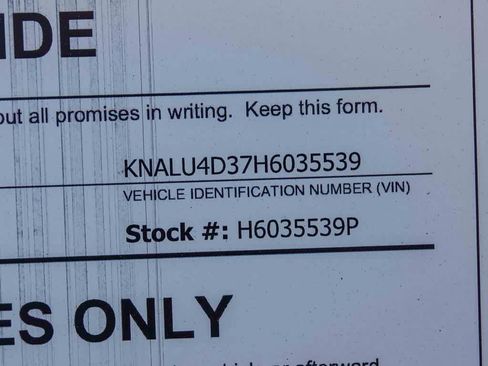 IDE
out all promises in writing. Keep this form.
KNALU4D37H6035539
VEHICLE IDENTIFICATION NUMBER (VIN)
Stock #: H6035539P
ES ONLY